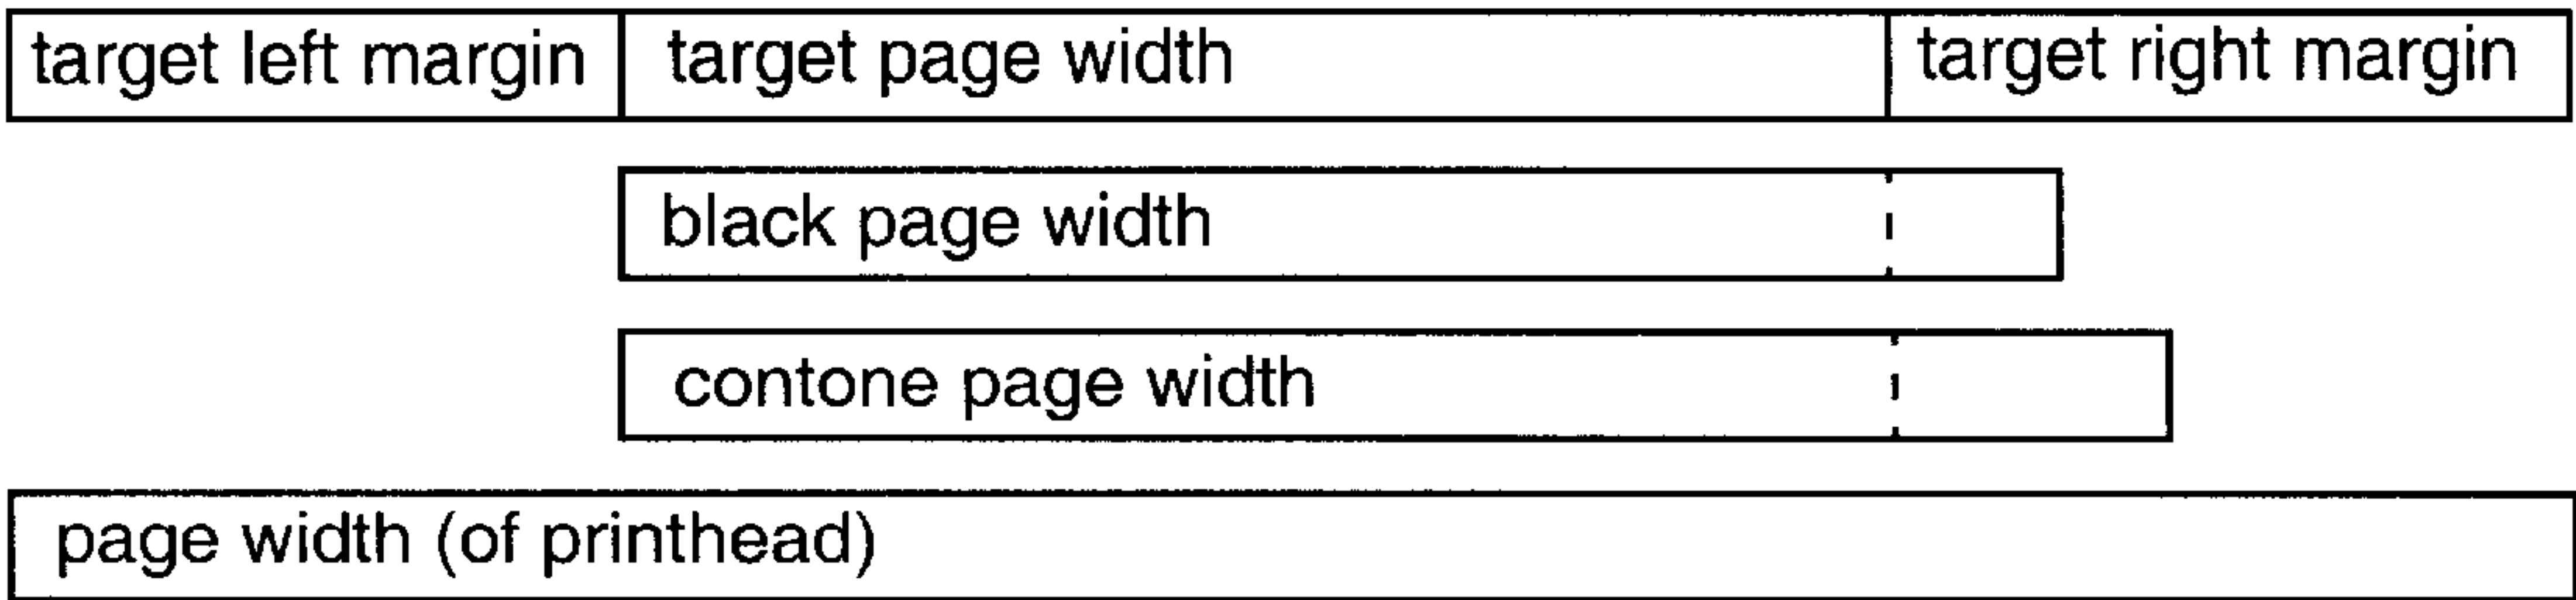 target left margin target page width target right margin
black page width
contone page width
page width (of printhead)